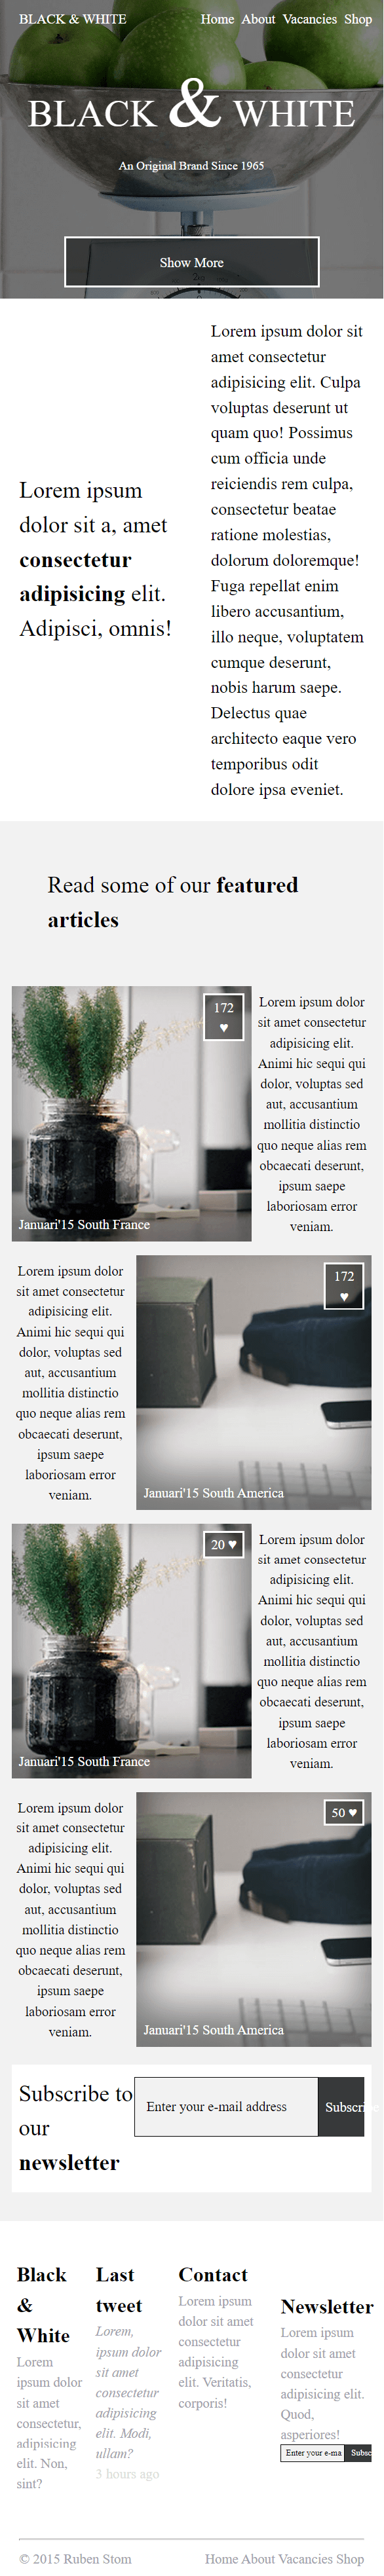 BLACK & WHITE
Home About Vacancies Shop
BLACK & WHITE
An Original Brand Since 1965
Show More
Lorem ipsum
dolor sit a, amet
consectetur
adipisicing elit.
Adipisci, omnis!
Lorem ipsum dolor sit
amet consectetur
adipisicing elit. Culpa
voluptas deserunt ut
quam quo! Possimus
cum officia unde
reiciendis rem culpa,
consectetur beatae
ratione molestias,
dolorum doloremque!
Fuga repellat enim
libero accusantium,
illo neque, voluptatem
cumque deserunt,
nobis harum saepe.
Delectus quae
architecto eaque vero
temporibus odit
dolore ipsa eveniet.
Read some of our featured
articles
172
♥
Januari'15 South France
Lorem ipsum dolor
sit amet consectetur
adipisicing elit.
Animi hic sequi qui
dolor, voluptas sed
aut, accusantium
mollitia distinctio
quo neque alias rem
obcaecati deserunt,
ipsum saepe
laboriosam error
veniam.
Lorem ipsum dolor
sit amet consectetur
adipisicing elit.
Animi hic sequi qui
dolor, voluptas sed
aut, accusantium
mollitia distinctio
quo neque alias rem
obcaecati deserunt,
ipsum saepe
laboriosam error
veniam.
172
♥
Januari'15 South America
20 ♥
Januari'15 South France
Lorem ipsum dolor
sit amet consectetur
adipisicing elit.
Animi hic sequi qui
dolor, voluptas sed
aut, accusantium
mollitia distinctio
quo neque alias rem
obcaecati deserunt,
ipsum saepe
laboriosam error
veniam.
Lorem ipsum dolor
sit amet consectetur
adipisicing elit.
Animi hic sequi qui
dolor, voluptas sed
aut, accusantium
mollitia distinctio
quo neque alias rem
obcaecati deserunt,
ipsum saepe
laboriosam error
veniam.
50 ♥
Januari'15 South America
Subscribe to
our
newsletter
Enter your e-mail address
Subscribe
Black
&
White
Lorem
ipsum dolor
sit amet
consectetur,
adipisicing
elit. Non,
sint?
Last
tweet
Lorem,
ipsum dolor
sit amet
consectetur
adipisicing
elit. Modi,
ullam?
3 hours ago
Contact
Lorem ipsum
dolor sit amet
consectetur
adipisicing
elit. Veritatis,
corporis!
Newsletter
Lorem ipsum
dolor sit amet
consectetur
adipisicing elit.
Quod,
asperiores!
Enter your e-ma
Subsc
© 2015 Ruben Stom
Home About Vacancies Shop